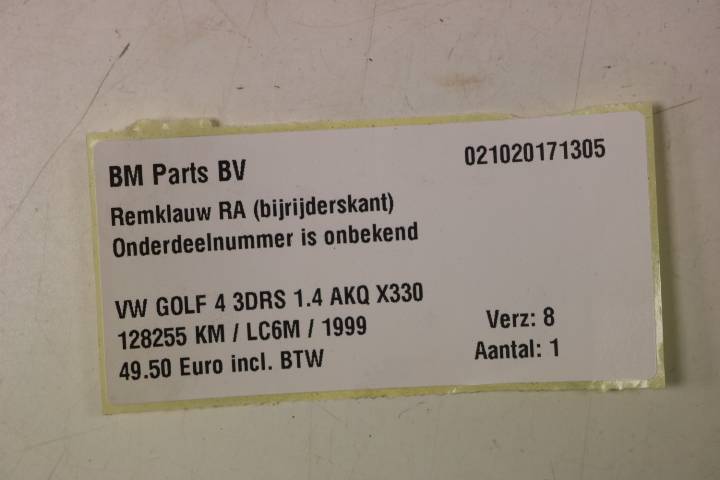 BM Parts BV
021020171305
Remklauw RA (bijrijderskant)
Onderdeelnummer is onbekend
VW GOLF 4 3DRS 1.4 AKQ X330
128255 KM / LC6M / 1999
Verz: 8
49.50 Euro incl. BTW
Aantal: 1